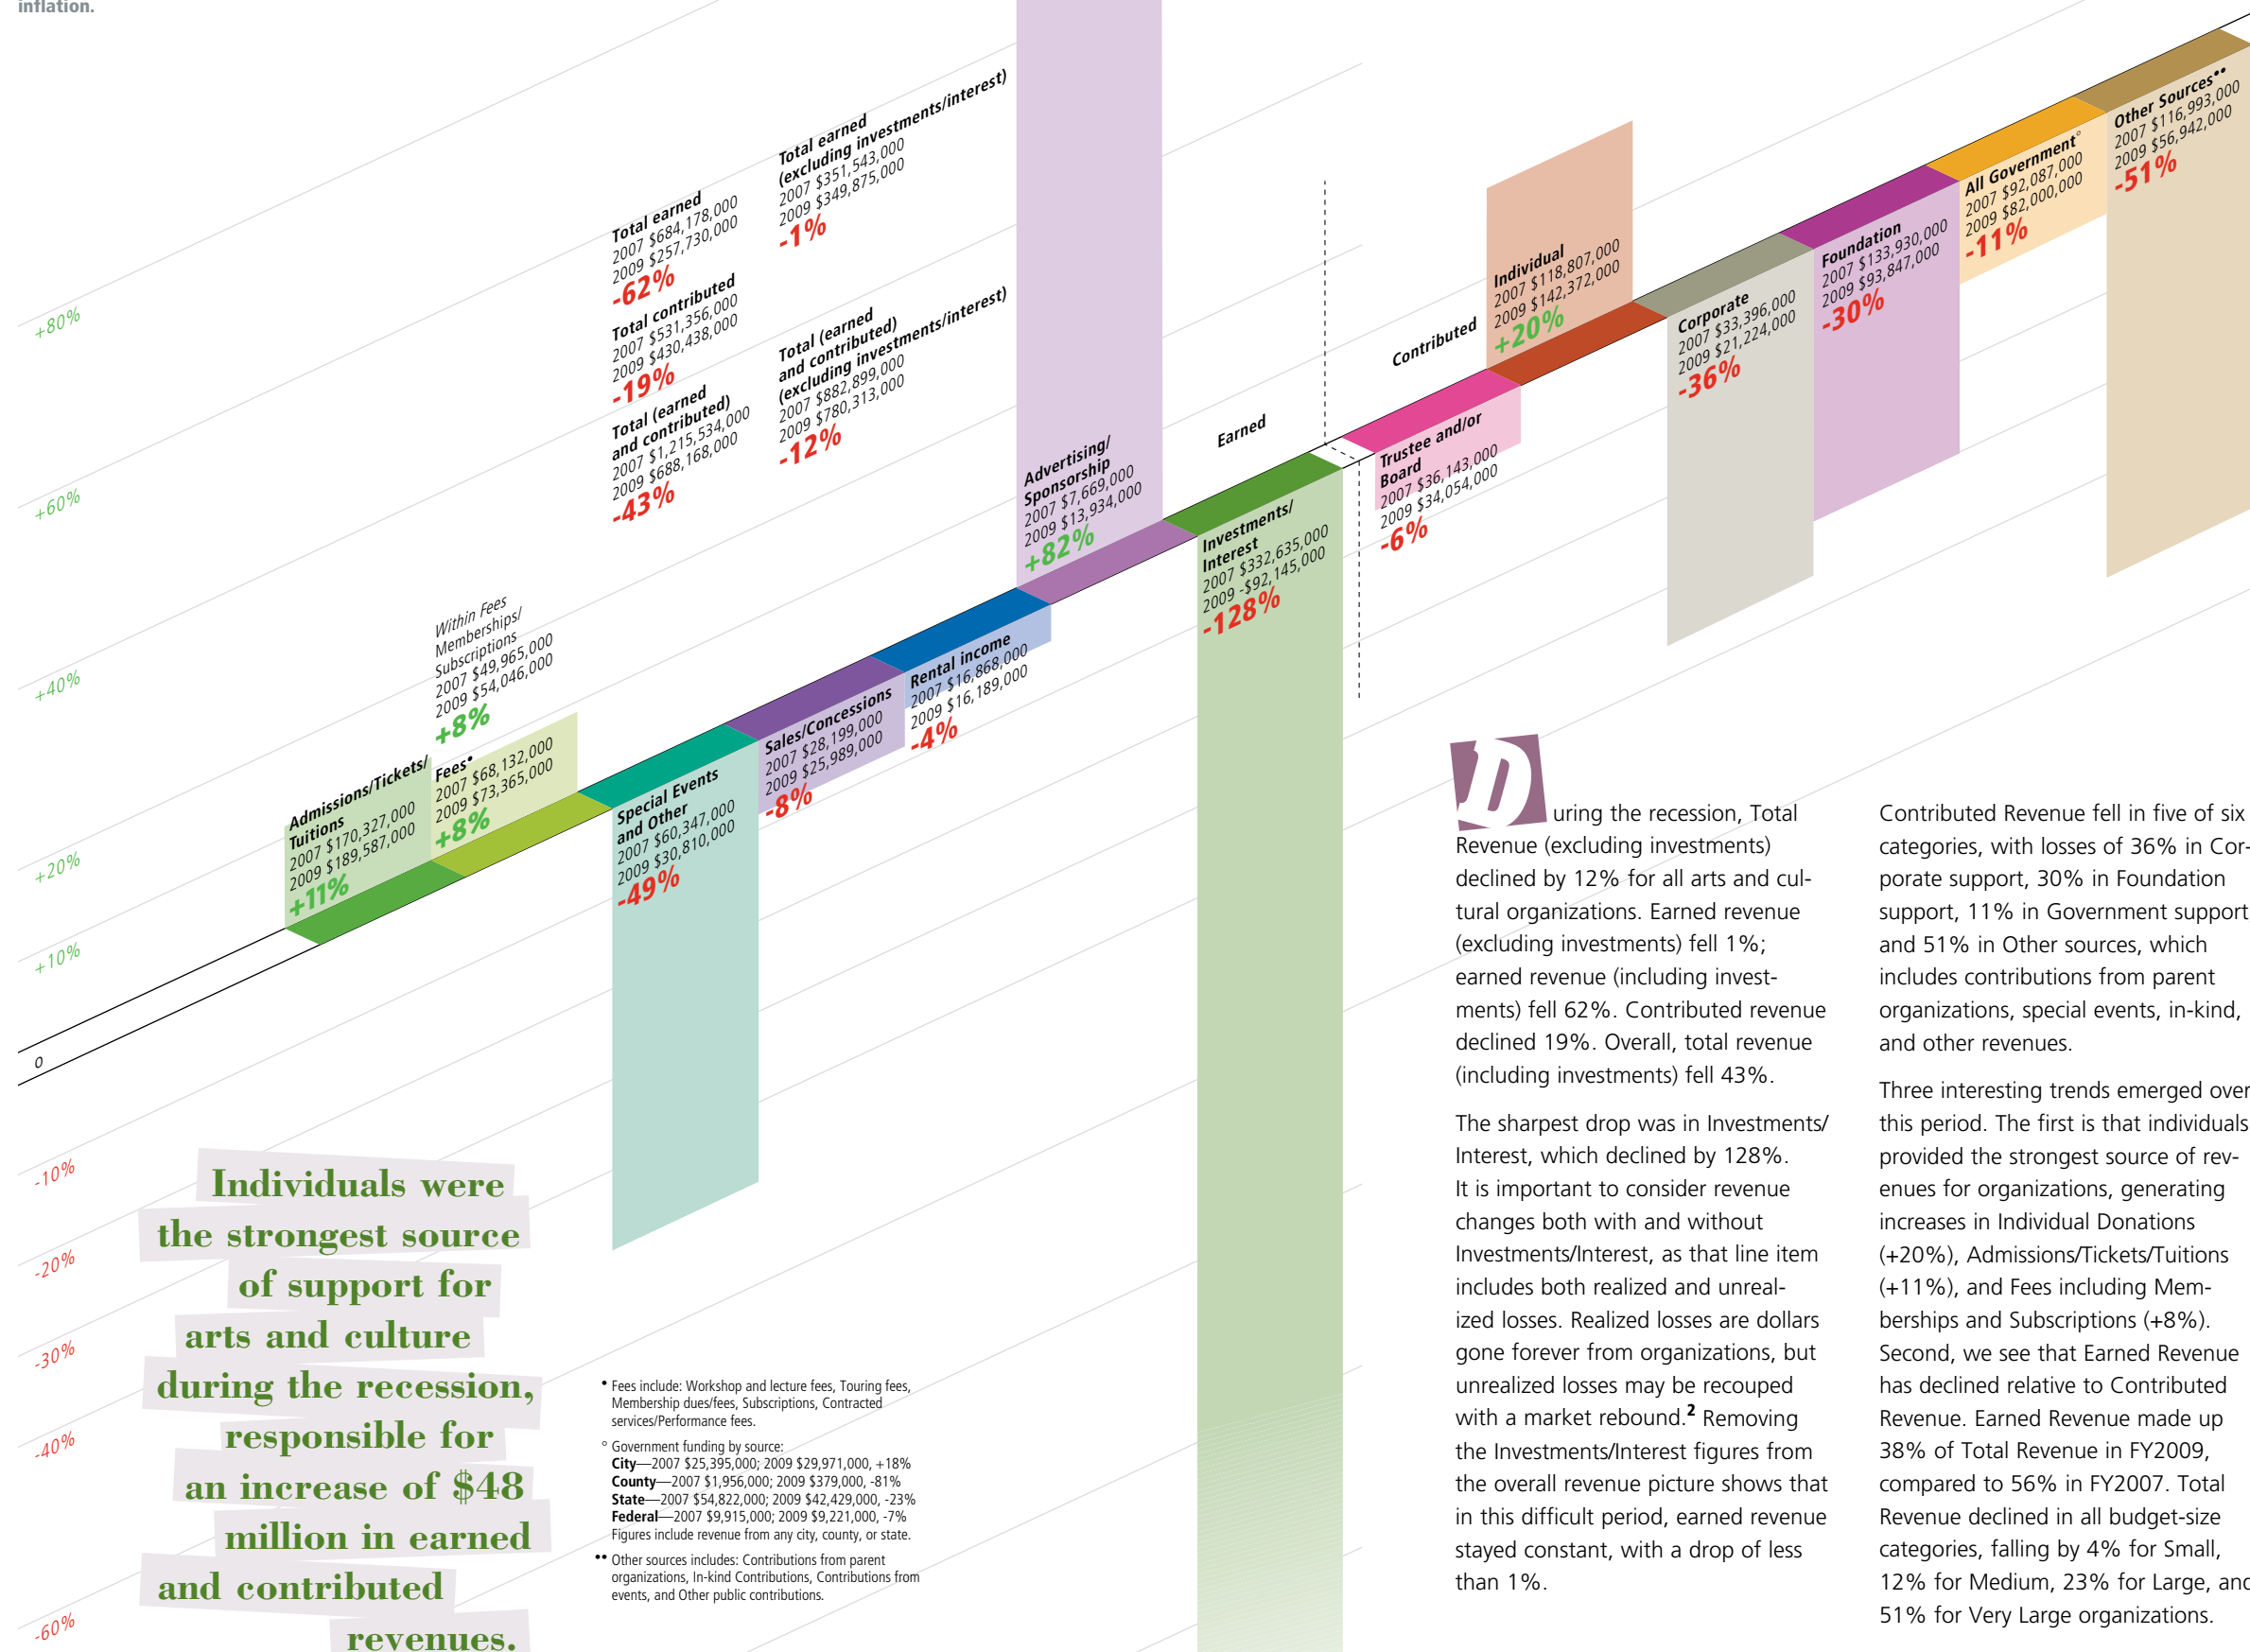 inflation.
+80%
+60%
+40%
+20%
+10%
0
-10%
-20%
-30%
-40%
-60%
Total earned
2007 $684,178,000
2009 $257,730,000
-62%
Total contributed
2007 $531,356,000
2009 $430,438,000
-19%
Total (earned
and contributed)
2007 $1,215,534,000
2009 $688,168,000
-43%
Total earned
(excluding investments/interest)
2007 $351,543,000
2009 $349,875,000
-1%
Total (earned
and contributed)
(excluding investments/interest)
2007 $882,899,000
2009 $780,313,000
-12%
Admissions/Tickets/
Tuitions
2007 $170,327,000
2009 $189,587,000
+11%
Within Fees
Memberships/
Subscriptions
2007 $49,965,000
2009 $54,046,000
+8%
Fees•
2007 $68,132,000
2009 $73,365,000
+8%
Special Events
and Other
2007 $60,347,000
2009 $30,810,000
-49%
Sales/Concessions
2007 $28,199,000
2009 $25,989,000
-8%
Rental income
2007 $16,868,000
2009 $16,189,000
-4%
Advertising/
Sponsorship
2007 $7,669,000
2009 $13,934,000
+82%
Earned
Investments/
Interest
2007 $332,635,000
2009 -$92,145,000
-128%
Contributed
Trustee and/or
Board
2007 $36,143,000
2009 $34,054,000
-6%
Individual
2007 $118,807,000
2009 $142,372,000
+20%
Corporate
2007 $33,396,000
2009 $21,224,000
-36%
Foundation
2007 $133,930,000
2009 $93,847,000
-30%
All Government°
2007 $92,087,000
2009 $82,000,000
-11%
Other Sources••
2007 $116,993,000
2009 $56,942,000
-51%
Individuals were
the strongest source
of support for
arts and culture
during the recession,
responsible for
an increase of $48
million in earned
and contributed
revenues.
• Fees include: Workshop and lecture fees, Touring fees,
Membership dues/fees, Subscriptions, Contracted
services/Performance fees.
° Government funding by source:
City—2007 $25,395,000; 2009 $29,971,000, +18%
County—2007 $1,956,000; 2009 $379,000, -81%
State—2007 $54,822,000; 2009 $42,429,000, -23%
Federal—2007 $9,915,000; 2009 $9,221,000, -7%
Figures include revenue from any city, county, or state.
•• Other sources includes: Contributions from parent
organizations, In-kind Contributions, Contributions from
events, and Other public contributions.
During the recession, Total
Revenue (excluding investments)
declined by 12% for all arts and cul-
tural organizations. Earned revenue
(excluding investments) fell 1%;
earned revenue (including invest-
ments) fell 62%. Contributed revenue
declined 19%. Overall, total revenue
(including investments) fell 43%.
The sharpest drop was in Investments/
Interest, which declined by 128%.
It is important to consider revenue
changes both with and without
Investments/Interest, as that line item
includes both realized and unreal-
ized losses. Realized losses are dollars
gone forever from organizations, but
unrealized losses may be recouped
with a market rebound.2 Removing
the Investments/Interest figures from
the overall revenue picture shows that
in this difficult period, earned revenue
stayed constant, with a drop of less
than 1%.
Contributed Revenue fell in five of six
categories, with losses of 36% in Cor-
porate support, 30% in Foundation
support, 11% in Government support
and 51% in Other sources, which
includes contributions from parent
organizations, special events, in-kind,
and other revenues.
Three interesting trends emerged over
this period. The first is that individuals
provided the strongest source of rev-
enues for organizations, generating
increases in Individual Donations
(+20%), Admissions/Tickets/Tuitions
(+11%), and Fees including Mem-
berships and Subscriptions (+8%).
Second, we see that Earned Revenue
has declined relative to Contributed
Revenue. Earned Revenue made up
38% of Total Revenue in FY2009,
compared to 56% in FY2007. Total
Revenue declined in all budget-size
categories, falling by 4% for Small,
12% for Medium, 23% for Large, and
51% for Very Large organizations.